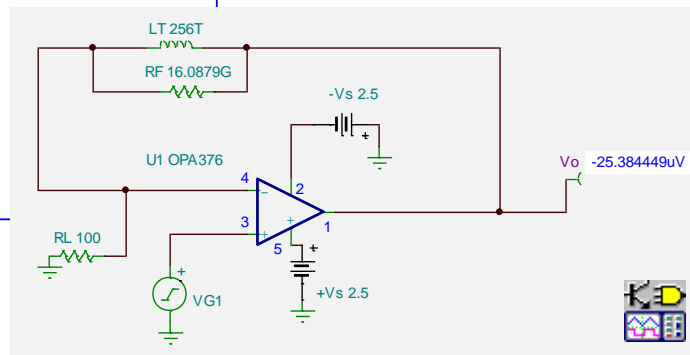 LT 256T
RF 16.0879G
-Vs 2.5
+
U1 OPA376
Vo -25.384449uV
4
2
-
3
1
+
+
5
+
RL 100
+
VG1
+Vs 2.5